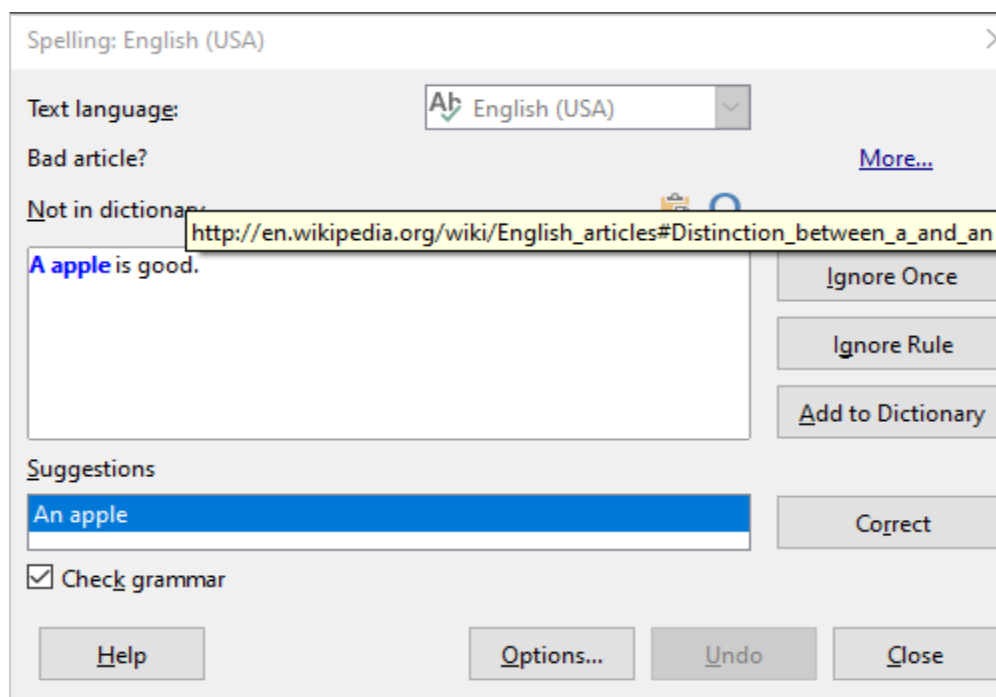 Spelling: English (USA)
Text language:
English (USA)
Bad article?
More...
Not in dictionary
http://en.wikipedia.org/wiki/English_articles#Distinction_between_a_and_an
A apple is good.
Ignore Once
Ignore Rule
Add to Dictionary
Suggestions
An apple
Correct
Check grammar
Help
Options...
Undo
Close